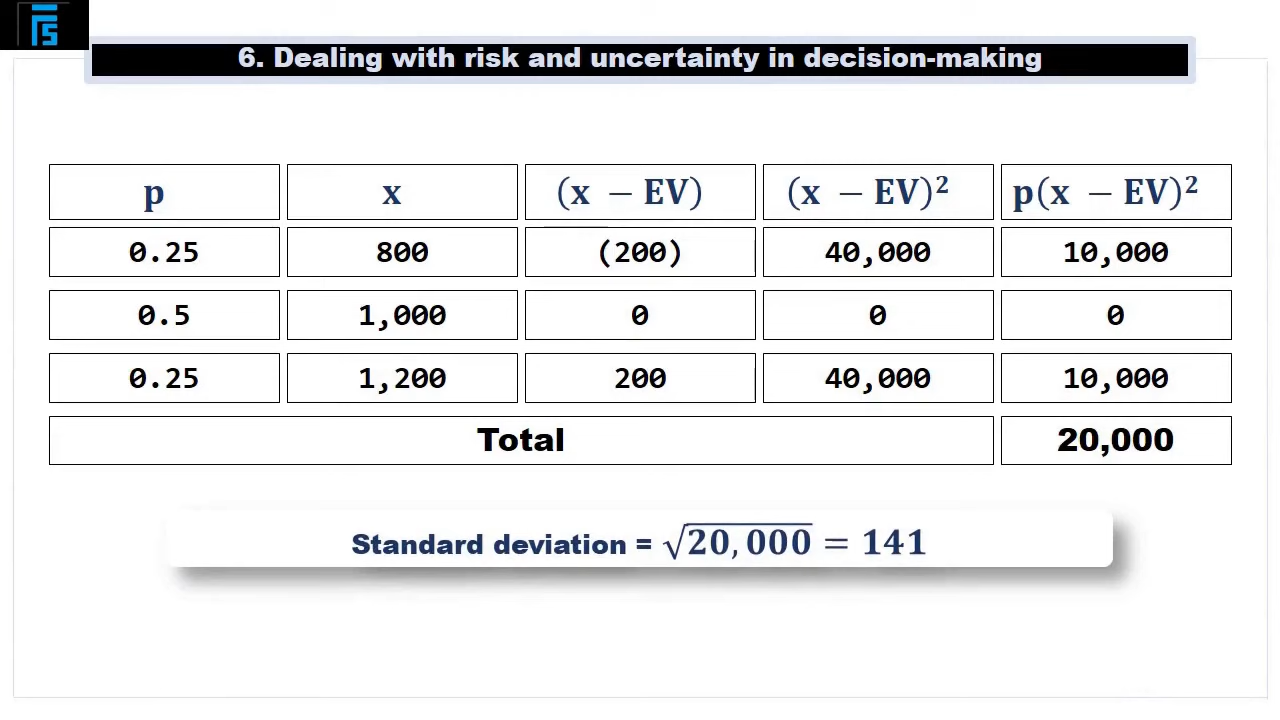 6. Dealing with risk and uncertainty in decision-making
p x (x − EV) (x − EV)² p(x − EV)²
0.25 800 (200) 40,000 10,000
0.5 1,000 0 0 0
0.25 1,200 200 40,000 10,000
Total 20,000
Standard deviation = √20,000 = 141